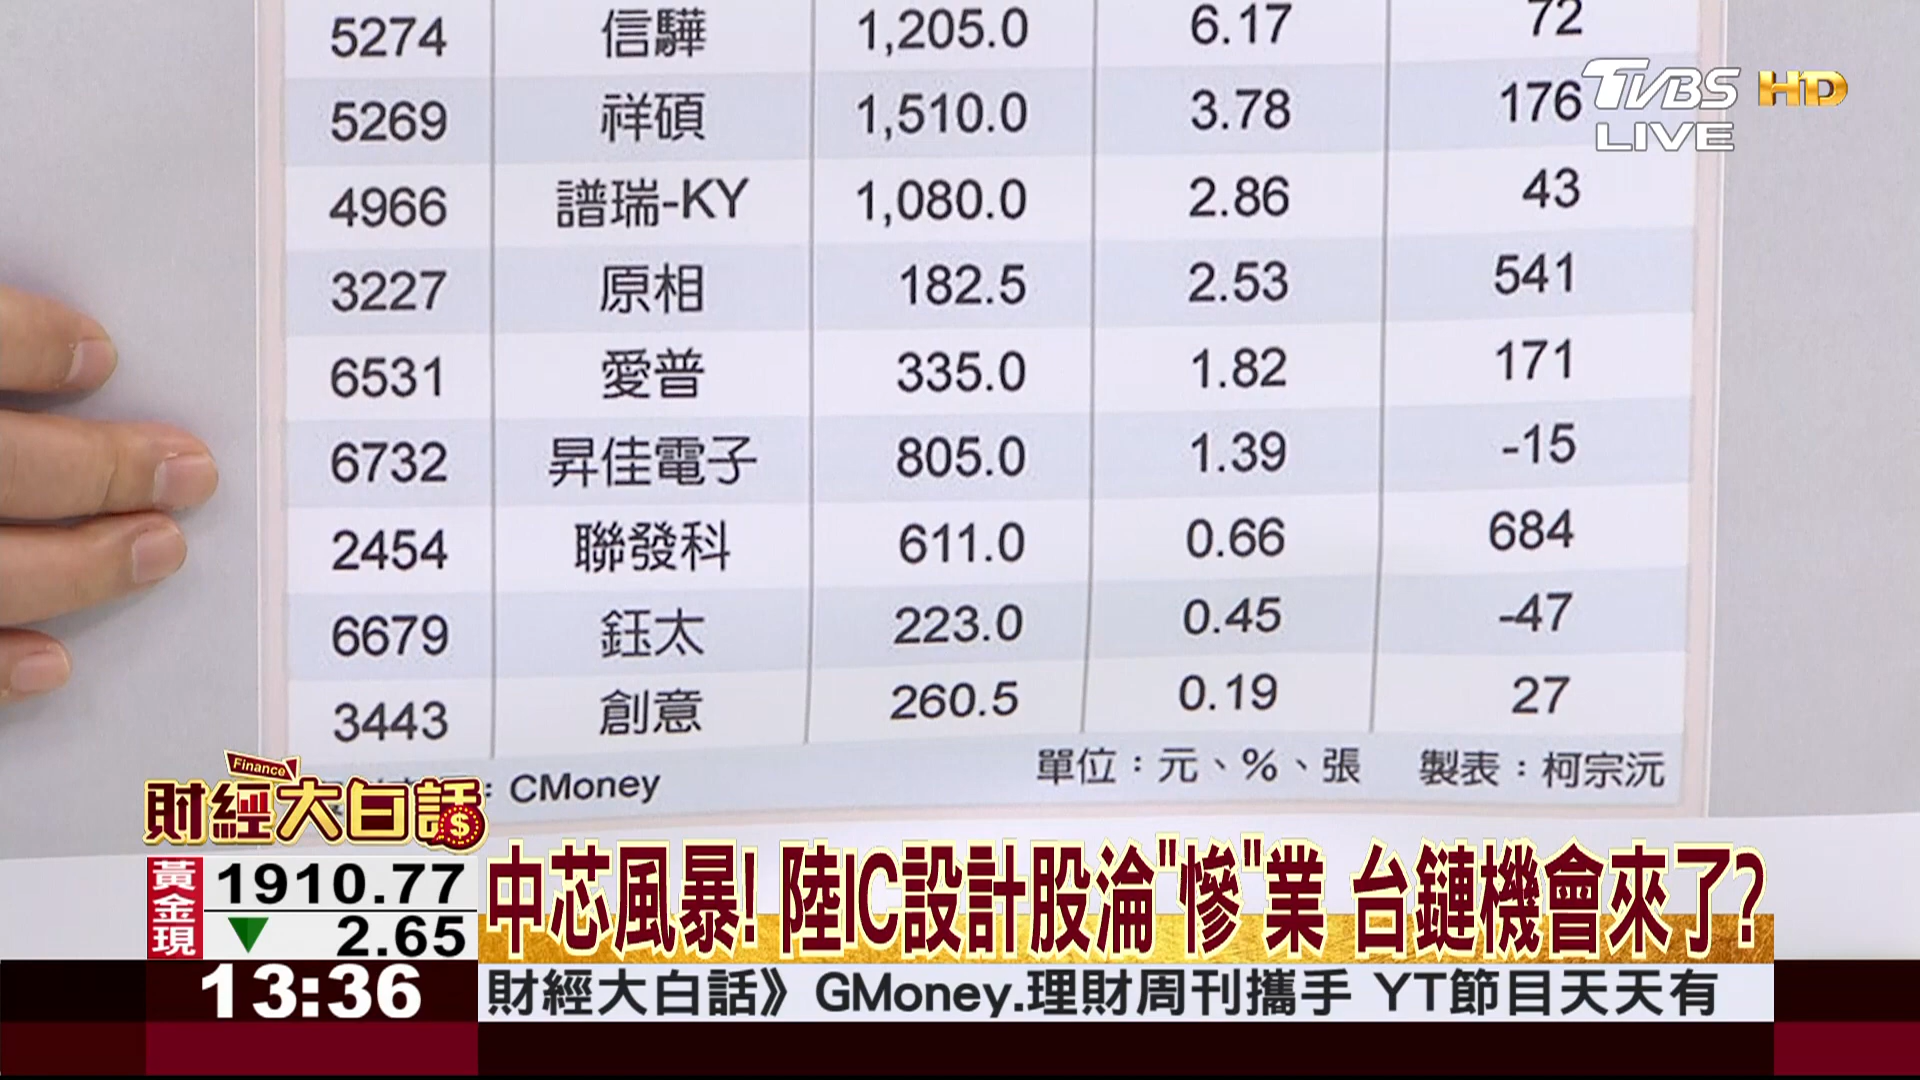 5274 信驊 1,205.0 6.17 72
TVBS HD
5269 祥碩 1,510.0 3.78 176
LIVE
4966 譜瑞-KY 1,080.0 2.86 43
3227 原相 182.5 2.53 541
6531 愛普 335.0 1.82 171
6732 昇佳電子 805.0 1.39 -15
2454 聯發科 611.0 0.66 684
6679 鈺太 223.0 0.45 -47
3443 創意 260.5 0.19 27
：CMoney 單位：元、%、張 製表：柯宗沅
Finance
財經大白話
中芯風暴! 陸IC設計股淪"慘"業 台鏈機會來了?
黃金現 1910.77
▼ 2.65
13:36
財經大白話》GMoney.理財周刊攜手 YT節目天天有